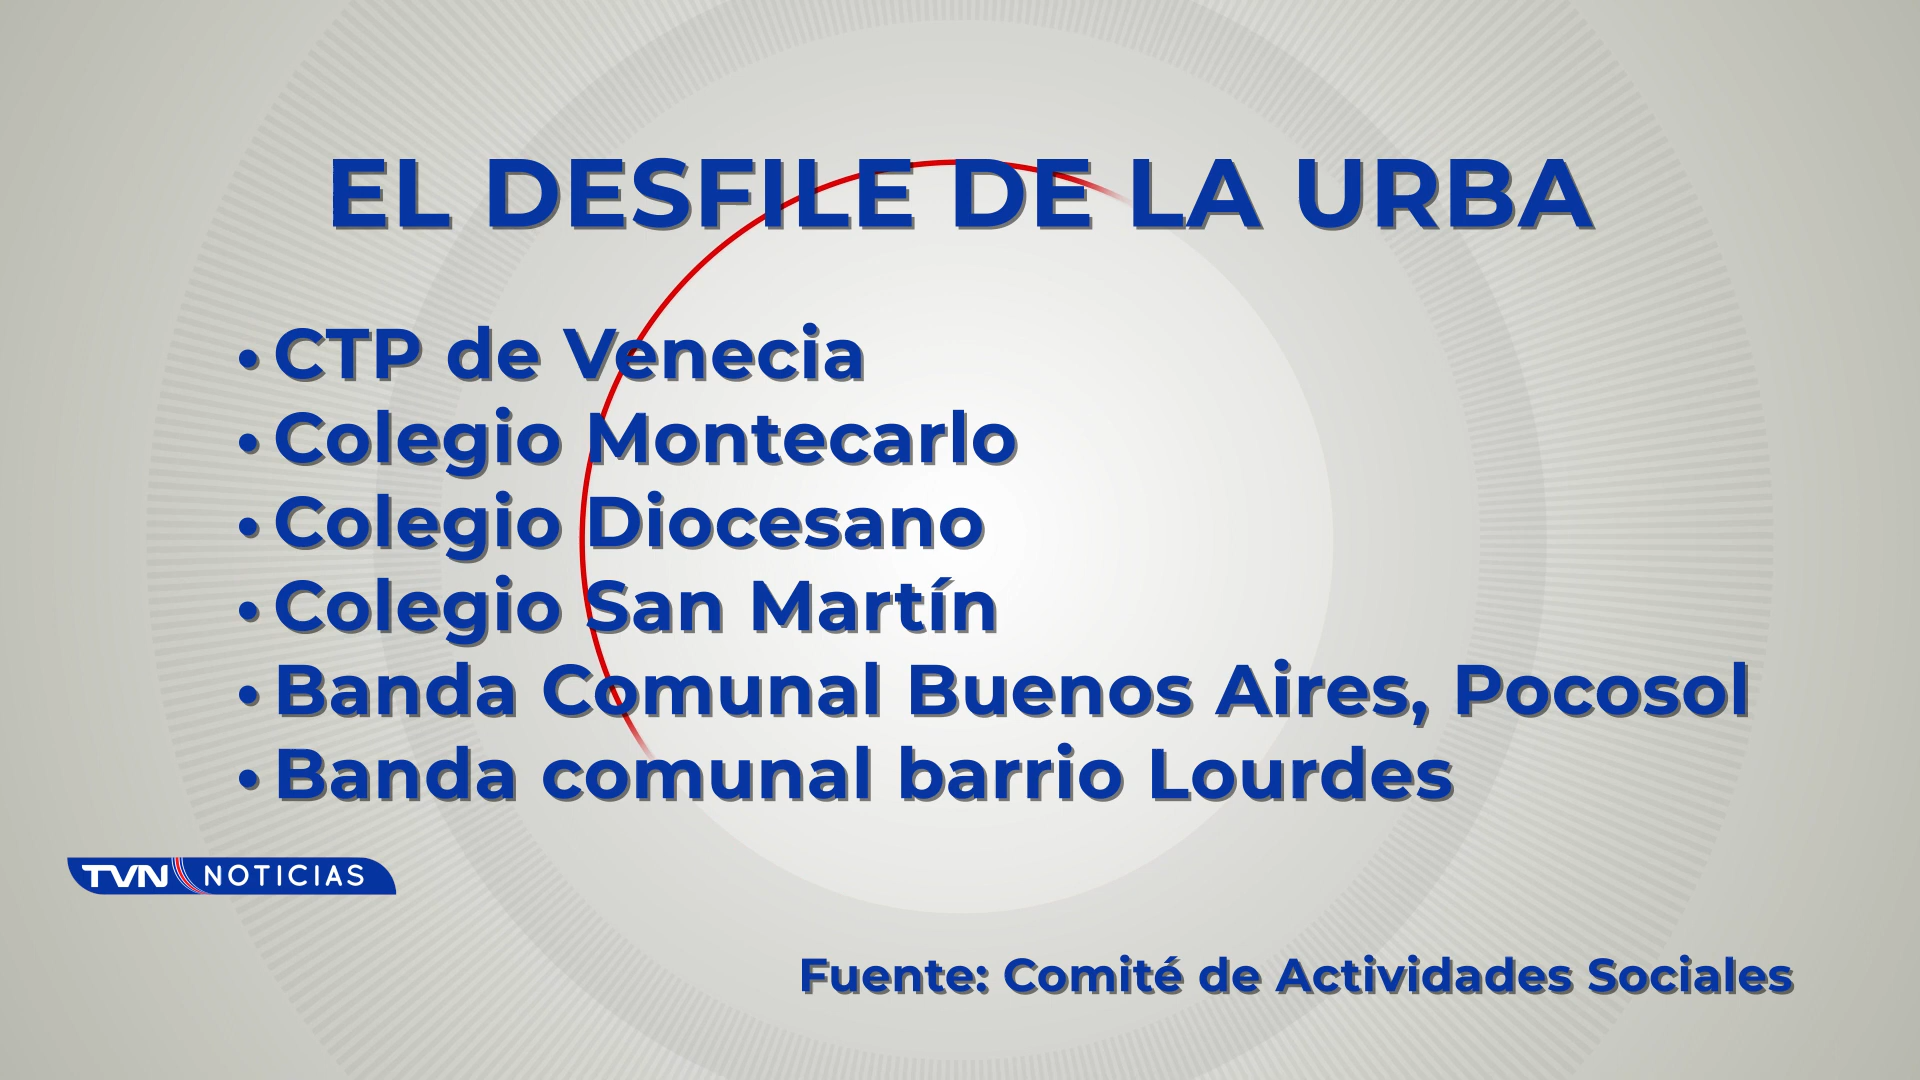 EL DESFILE DE LA URBA
• CTP de Venecia
• Colegio Montecarlo
• Colegio Diocesano
• Colegio San Martín
• Banda Comunal Buenos Aires, Pocosol
• Banda comunal barrio Lourdes
TVN NOTICIAS
Fuente: Comité de Actividades Sociales